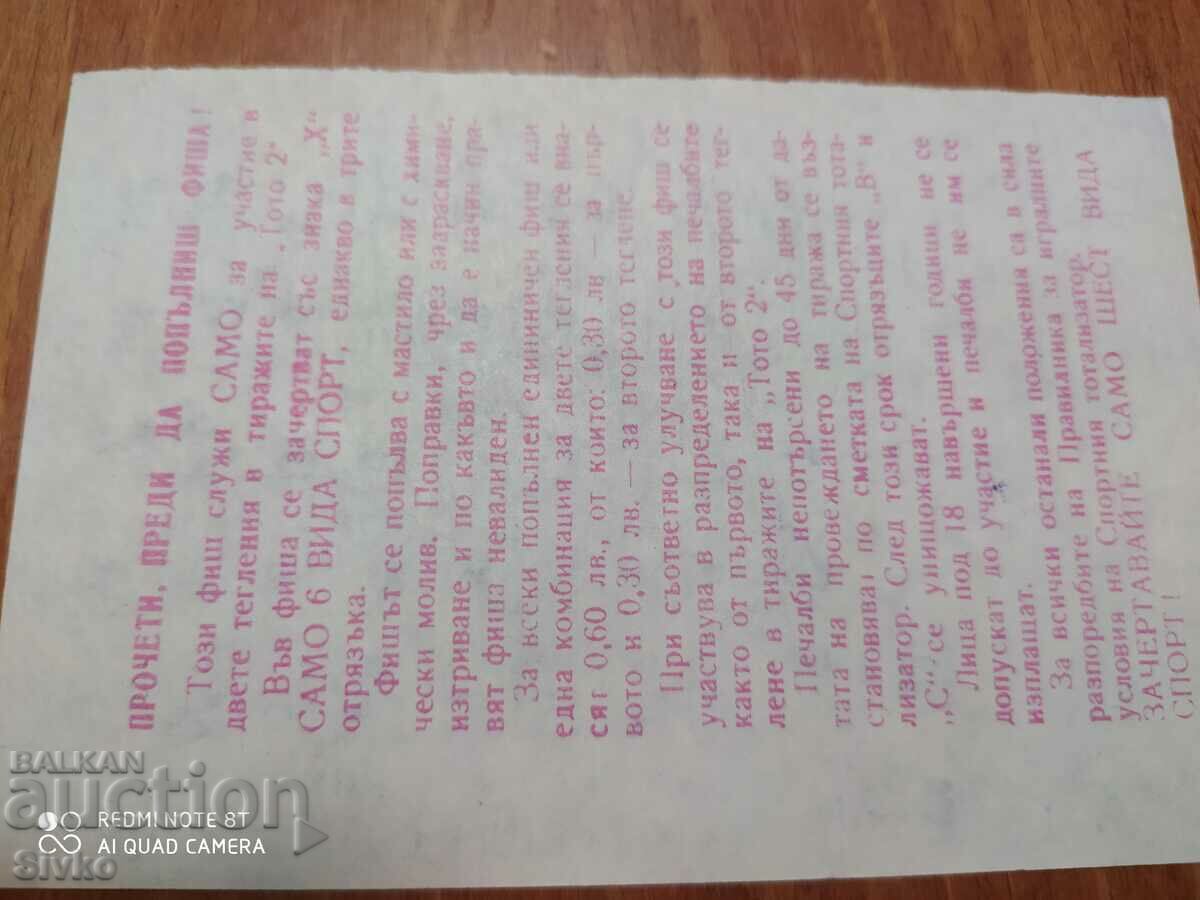 ПРОЧЕТИ, ПРЕДИ ДА ПОПЪЛНИШ ФИША!
Този фиш служи САМО за участие в
двете тегления в тиражите на „Тото 2“
Във фиша се зачертват със знака „Х“
САМО 6 ВИДА СПОРТ, еднакво в трите
отрязъка.
Фишът се попълва с мастило или с хими-
чески молив. Поправки, чрез задраскване,
изтриване и по какъвто и да е начин пра-
вят фиша невалиден.
За всеки попълнен единичен фиш или
една комбинация за двете тегления се вна-
сят 0,60 лв., от които: 0,30 лв — за пър-
вото и 0,30 лв. — за второто теглене.
При съответно улучване с този фиш се
участвува в разпределението на печалбите
както от първото, така и от второто тег-
лене в тиражите на „Тото 2“.
Печалби непотърсени до 45 дни от да-
тата на провеждането на тиража се въз-
становяват по сметката на Спортния тота-
лизатор. След този срок отрязъците „В“ и
„С“ се унищожават.
Лица под 18 навършени години не се
допускат до участие и печалби не им се
изплащат.
За всички останали положения са в сила
разпоредбите на Правилника за игралните
условия на Спортния тотализатор.
ЗАЧЕРТАВАЙТЕ САМО ШЕСТ ВИДА
СПОРТ!
BALKAN
auction
REDMI NOTE 8T
AI QUAD CAMERA
Sivko